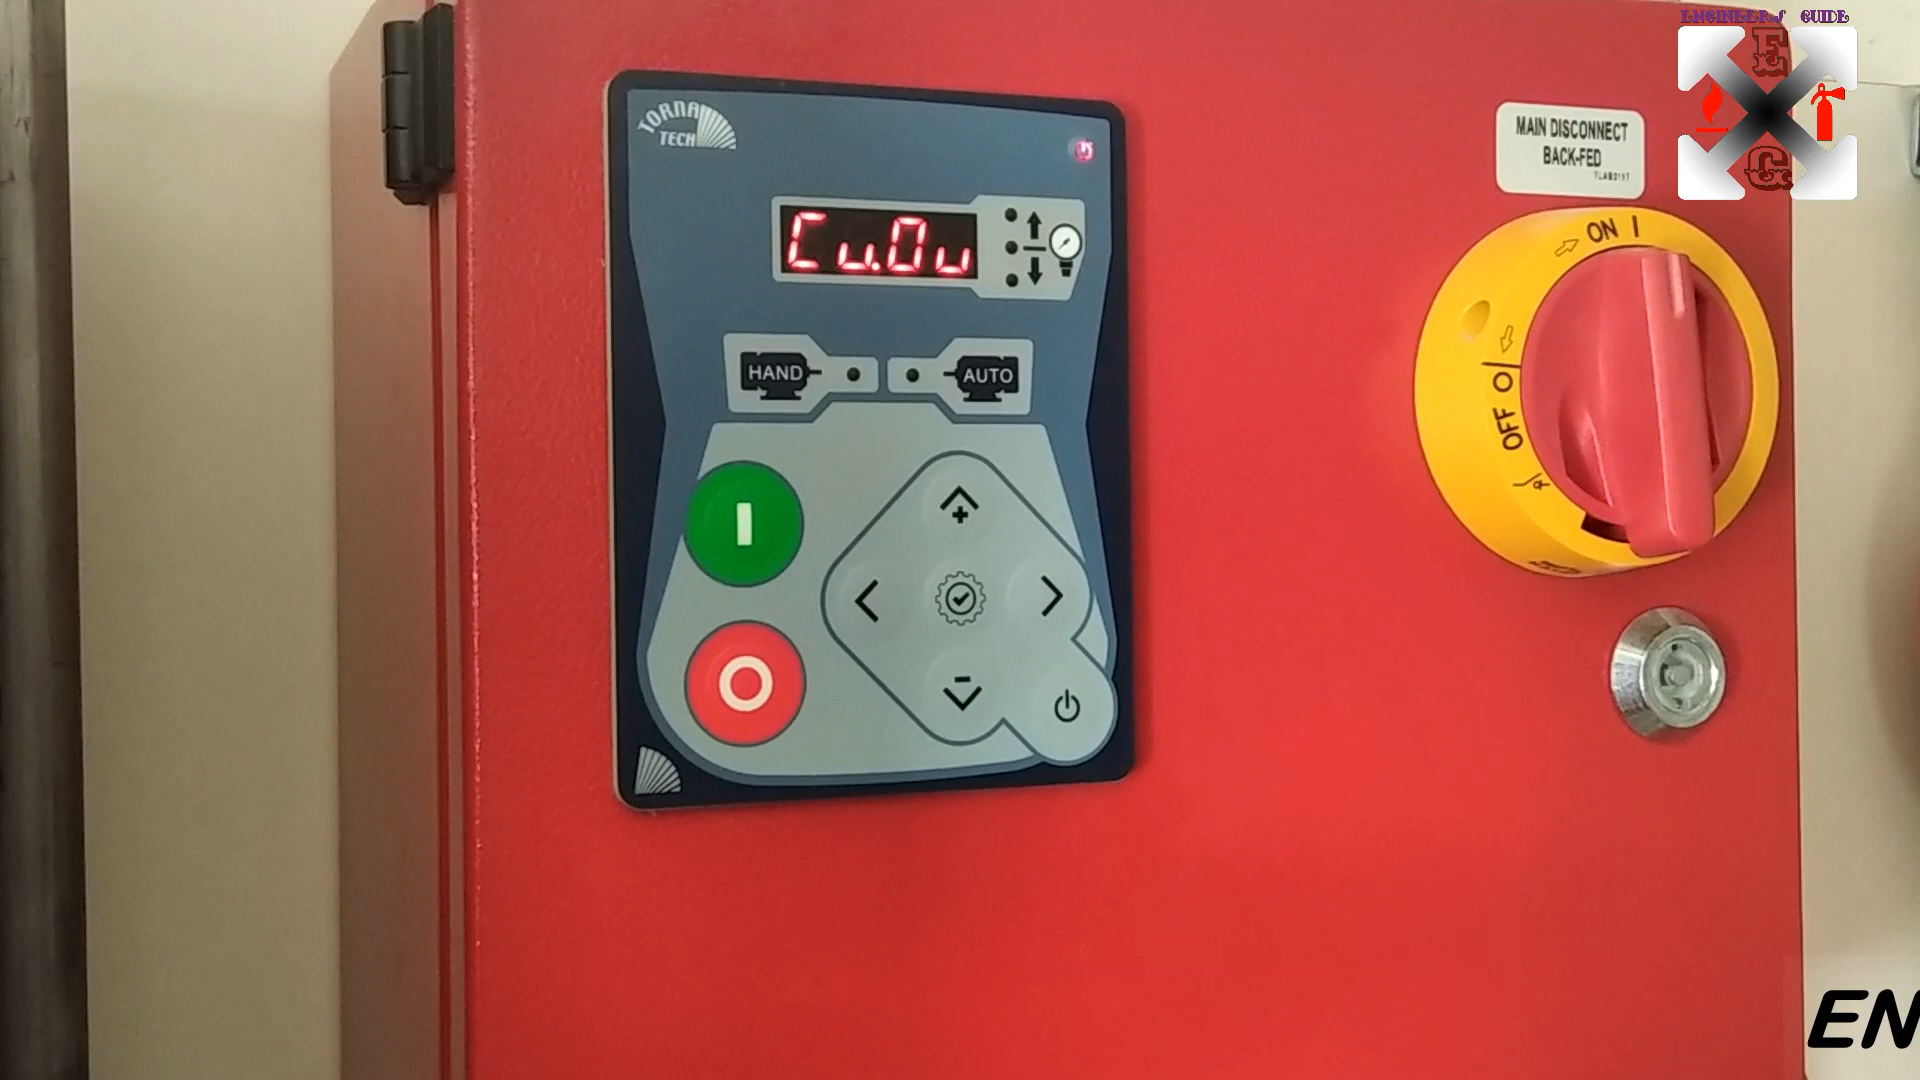 ENGINEERS GUIDE
E
G
TORNA
TECH
MAIN DISCONNECT
BACK-FED
Cu.0u
ON I
HAND
AUTO
OFF O
EN